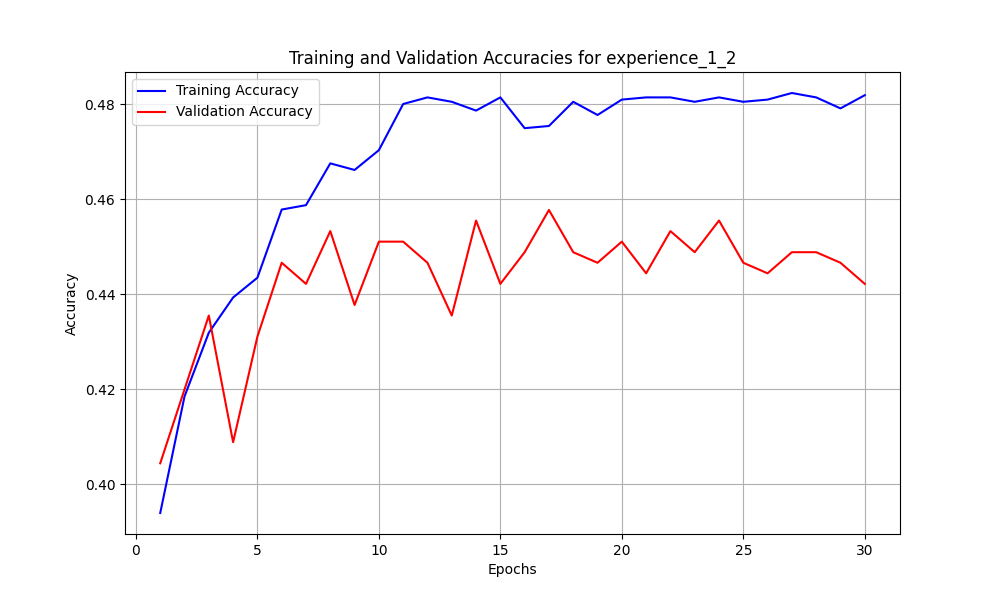 Training and Validation Accuracies for experience_1_2
Training Accuracy
Validation Accuracy
0.48
0.46
0.44
0.42
0.40
Accuracy
0 5 10 15 20 25 30
Epochs